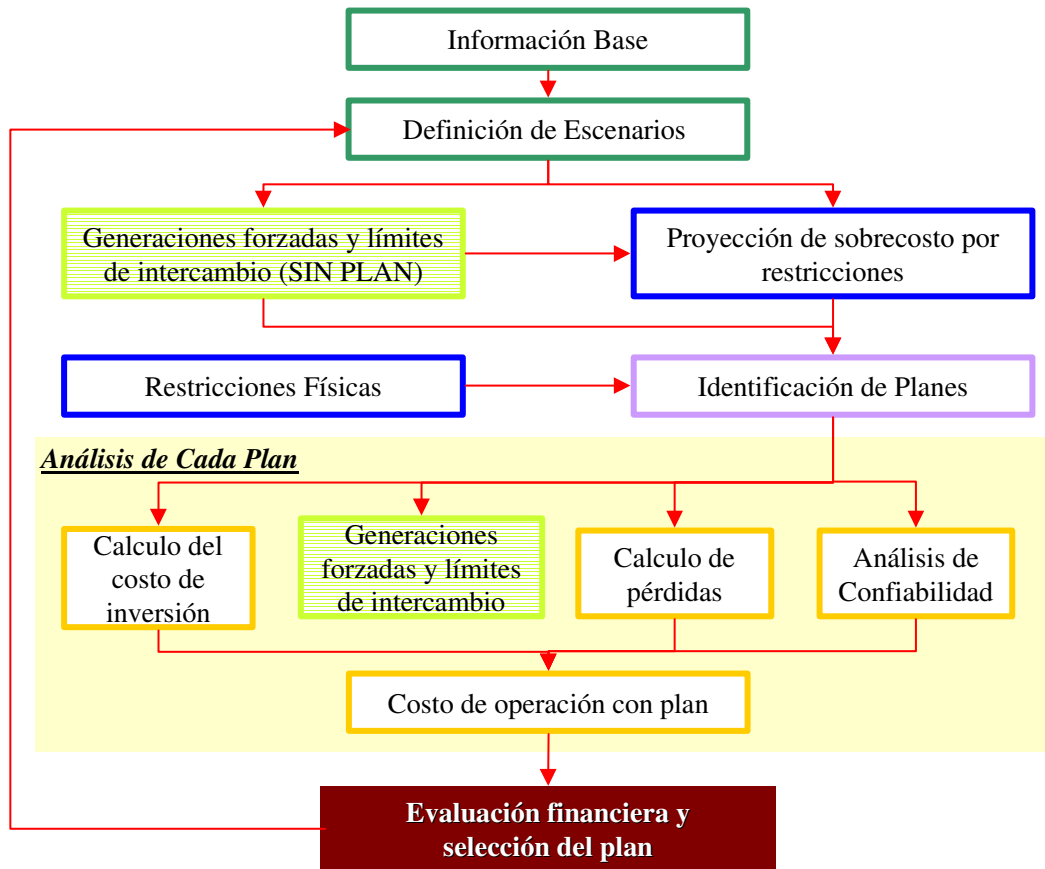 Información Base
Definición de Escenarios
Generaciones forzadas y límites
de intercambio (SIN PLAN)
Proyección de sobrecosto por
restricciones
Restricciones Físicas
Identificación de Planes
Análisis de Cada Plan
Calculo del
costo de
inversión
Generaciones
forzadas y límites
de intercambio
Calculo de
pérdidas
Análisis de
Confiabilidad
Costo de operación con plan
Evaluación financiera y
selección del plan